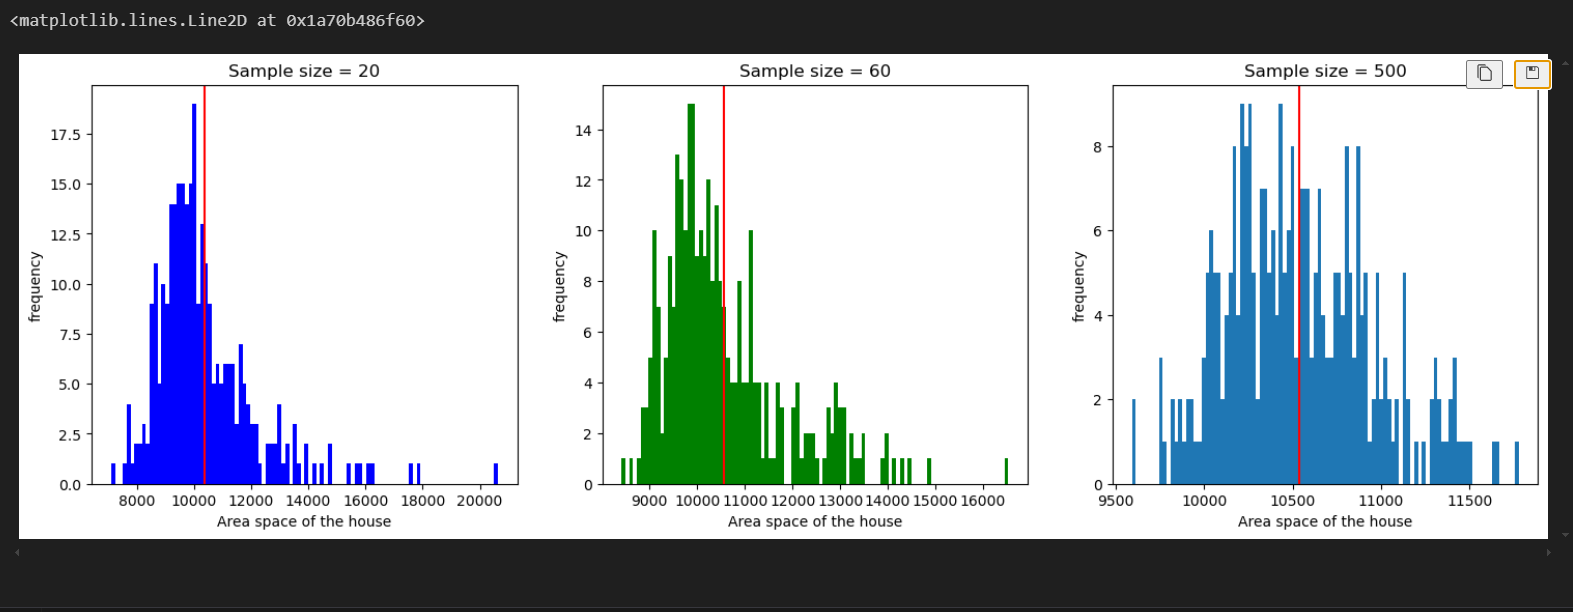 <matplotlib.lines.Line2D at 0x1a70b486f60>
Sample size = 20
17.5
15.0
12.5
10.0
7.5
5.0
2.5
0.0
frequency
8000 10000 12000 14000 16000 18000 20000
Area space of the house
Sample size = 60
14
12
10
8
6
4
2
0
frequency
9000 10000 11000 12000 13000 14000 15000 16000
Area space of the house
Sample size = 500
8
6
4
2
0
frequency
9500 10000 10500 11000 11500
Area space of the house